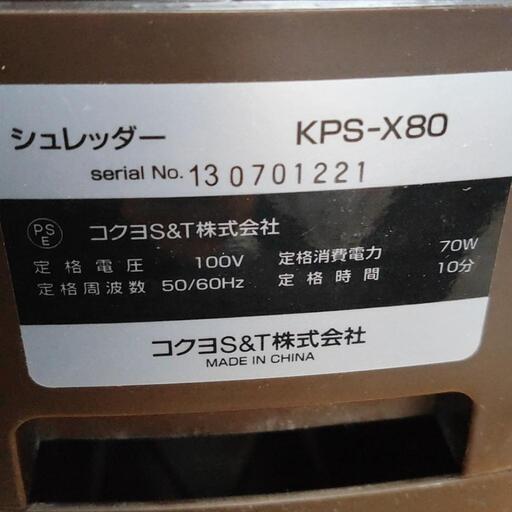 シュレッダー KPS-X80
serial No. 130701221
PS
E
コクヨS&T株式会社
定格電圧 100V 定格消費電力 70W
定格周波数 50/60Hz 定格時間 10分
コクヨS&T株式会社
MADE IN CHINA